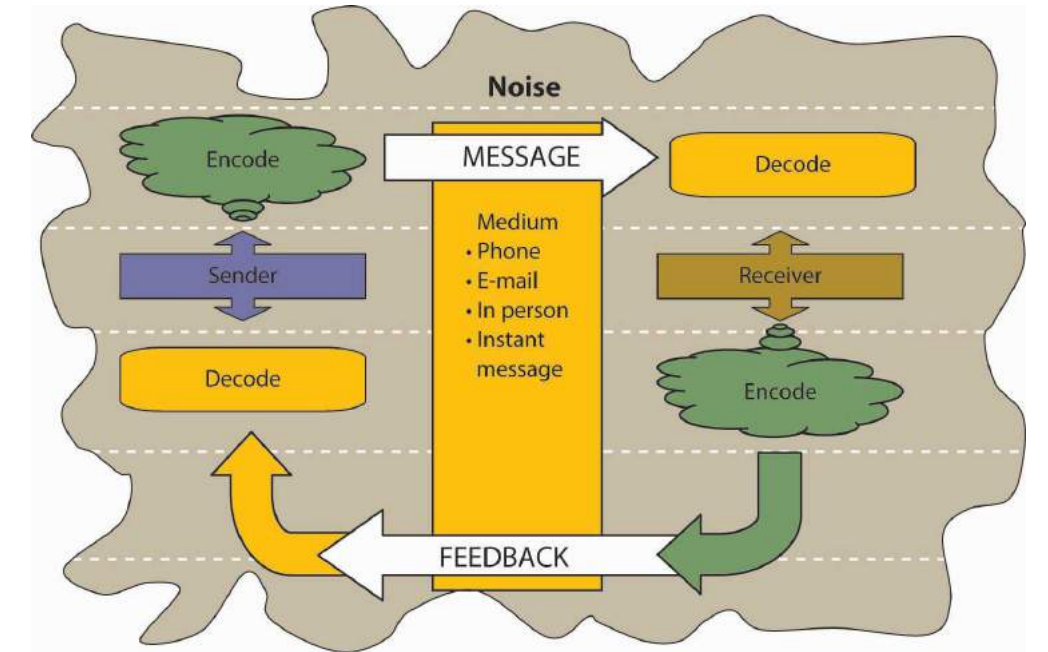 Noise
Encode
MESSAGE
Decode
Medium
• Phone
• E-mail
• In person
• Instant
message
Sender
Receiver
Decode
Encode
FEEDBACK